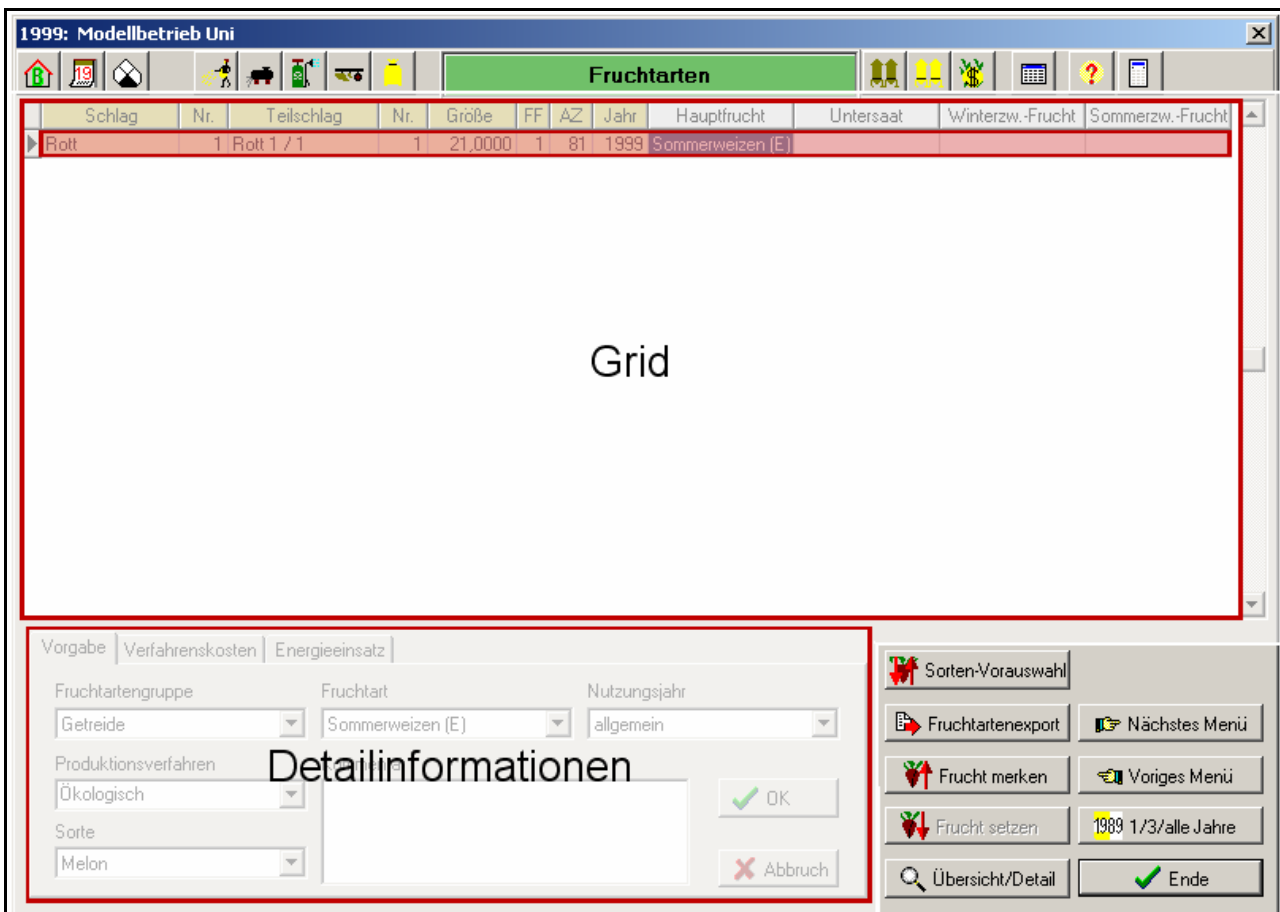 1999: Modellbetrieb Uni
Fruchtarten
Schlag Nr. Teilschlag Nr. Größe FF AZ Jahr Hauptfrucht Untersaat Winterzw.-Frucht Sommerzw.-Frucht
Rott 1 Rott 1 / 1 1 21,0000 1 81 1999 Sommerweizen (E)
Grid
Vorgabe Verfahrenskosten Energieeinsatz
Fruchtartengruppe Fruchtart Nutzungsjahr
Getreide Sommerweizen (E) allgemein
Produktionsverfahren
Detailinformationen
Ökologisch
OK
Sorte
Melon
Abbruch
Sorten-Vorauswahl
Fruchtartenexport Nächstes Menü
Frucht merken Voriges Menü
Frucht setzen 1989 1/3/alle Jahre
Übersicht/Detail Ende